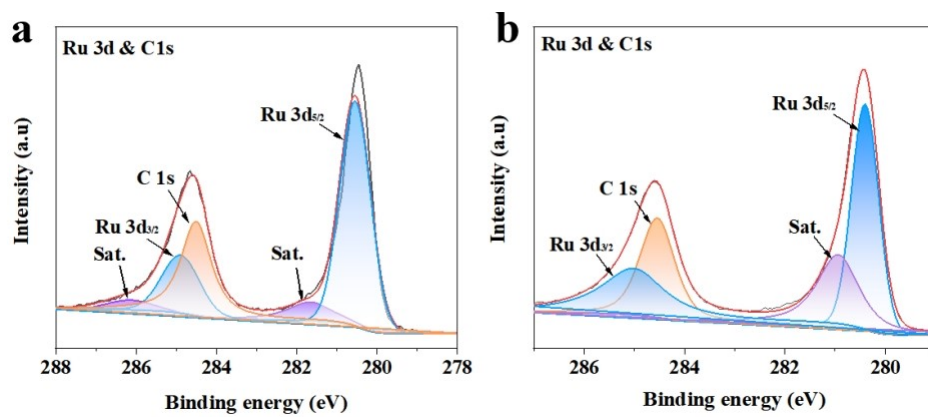 a
Ru 3d & C1s
Ru 3d5/2
C 1s
Ru 3d3/2
Sat.
Sat.
Intensity (a.u)
288 286 284 282 280 278
Binding energy (eV)
b
Ru 3d & C1s
Ru 3d5/2
C 1s
Sat.
Ru 3d3/2
Intensity (a.u)
286 284 282 280
Binding energy (eV)